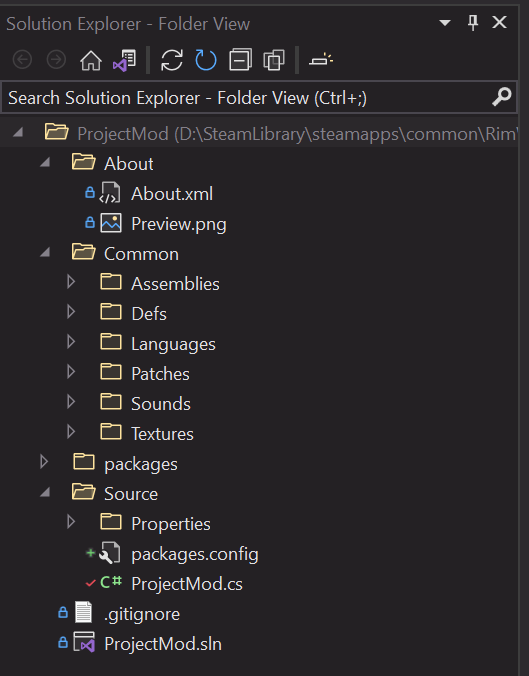 Solution Explorer - Folder View
Search Solution Explorer - Folder View (Ctrl+;)
ProjectMod (D:\SteamLibrary\steamapps\common\Rim\
About
About.xml
Preview.png
Common
Assemblies
Defs
Languages
Patches
Sounds
Textures
packages
Source
Properties
packages.config
C# ProjectMod.cs
.gitignore
ProjectMod.sln